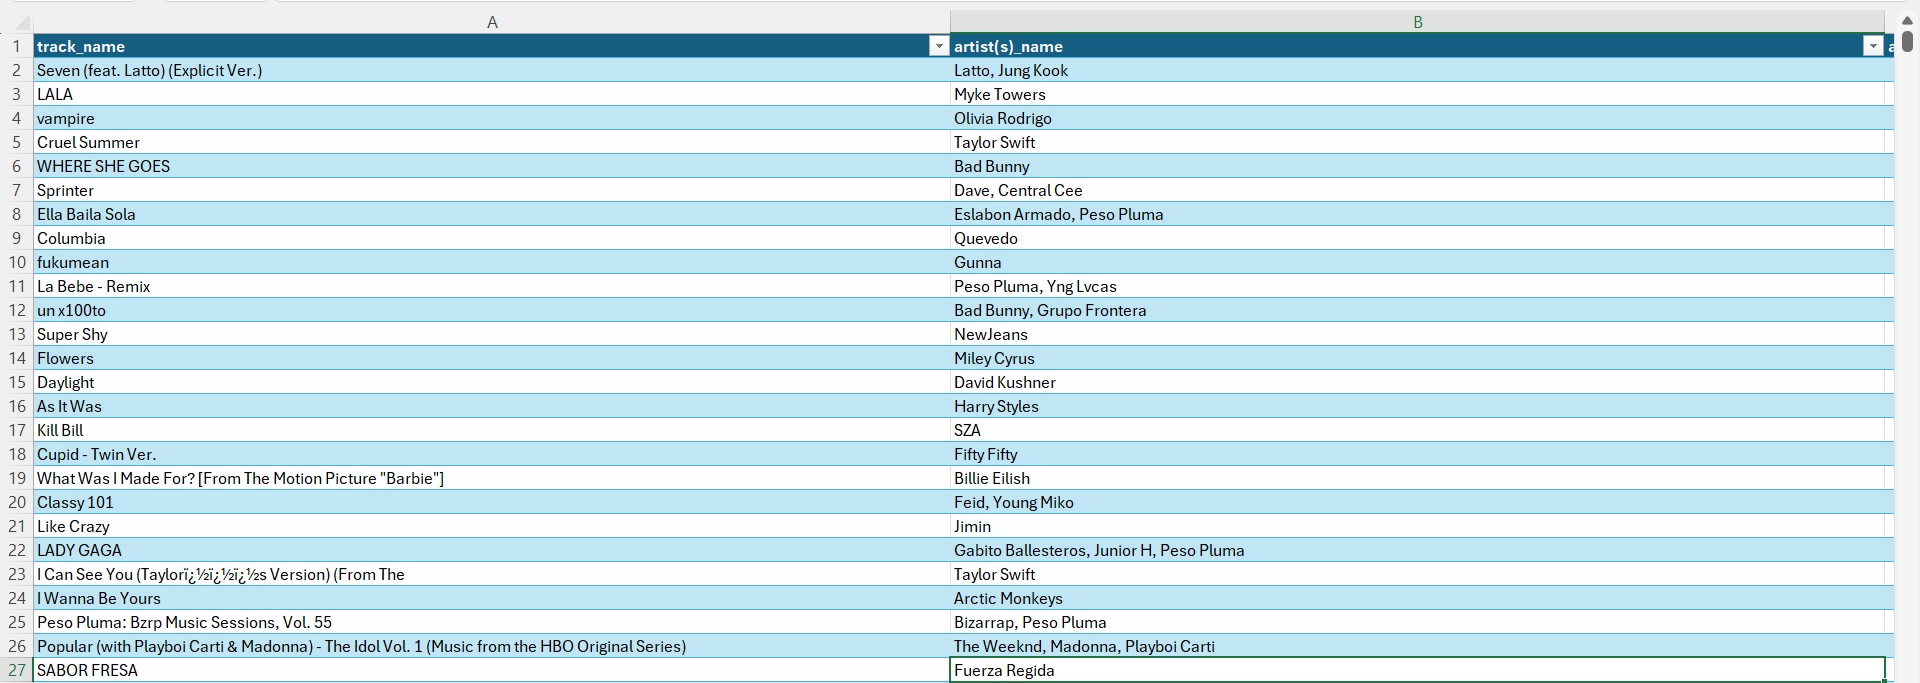 A B
1 track_name artist(s)_name a
2 Seven (feat. Latto) (Explicit Ver.) Latto, Jung Kook
3 LALA Myke Towers
4 vampire Olivia Rodrigo
5 Cruel Summer Taylor Swift
6 WHERE SHE GOES Bad Bunny
7 Sprinter Dave, Central Cee
8 Ella Baila Sola Eslabon Armado, Peso Pluma
9 Columbia Quevedo
10 fukumean Gunna
11 La Bebe - Remix Peso Pluma, Yng Lvcas
12 un x100to Bad Bunny, Grupo Frontera
13 Super Shy NewJeans
14 Flowers Miley Cyrus
15 Daylight David Kushner
16 As It Was Harry Styles
17 Kill Bill SZA
18 Cupid - Twin Ver. Fifty Fifty
19 What Was I Made For? [From The Motion Picture "Barbie"] Billie Eilish
20 Classy 101 Feid, Young Miko
21 Like Crazy Jimin
22 LADY GAGA Gabito Ballesteros, Junior H, Peso Pluma
23 I Can See You (Taylorï¿½ï¿½ï¿½s Version) (From The Taylor Swift
24 I Wanna Be Yours Arctic Monkeys
25 Peso Pluma: Bzrp Music Sessions, Vol. 55 Bizarrap, Peso Pluma
26 Popular (with Playboi Carti & Madonna) - The Idol Vol. 1 (Music from the HBO Original Series) The Weeknd, Madonna, Playboi Carti
27 SABOR FRESA Fuerza Regida